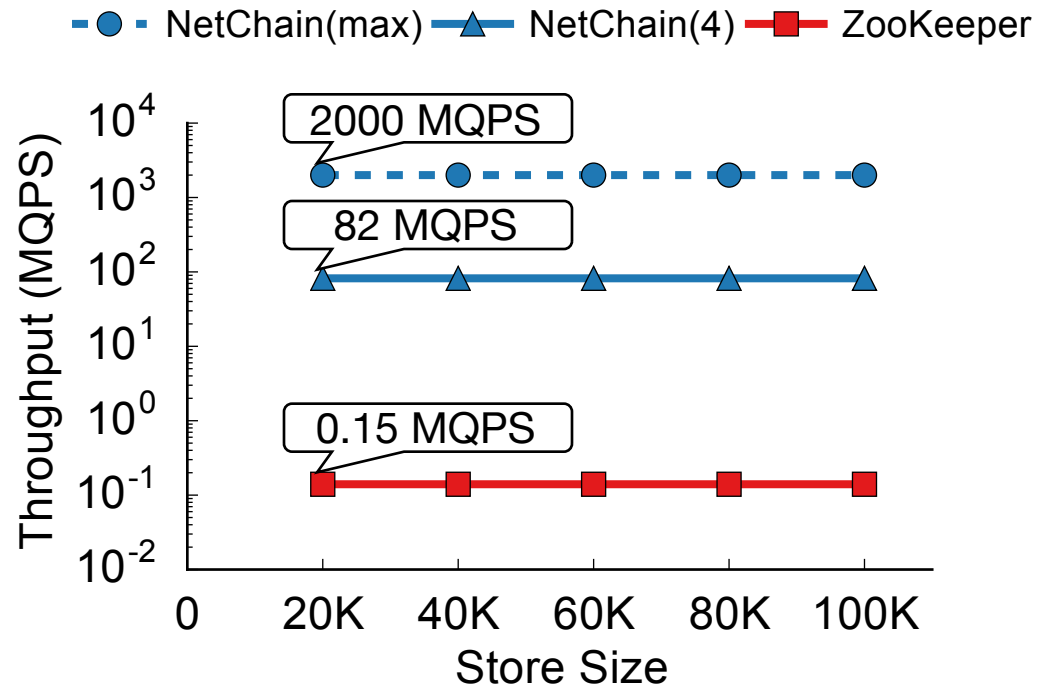 NetChain(max) NetChain(4) ZooKeeper
Throughput (MQPS)
10^4
10^3
10^2
10^1
10^0
10^-1
10^-2
2000 MQPS
82 MQPS
0.15 MQPS
0 20K 40K 60K 80K 100K
Store Size